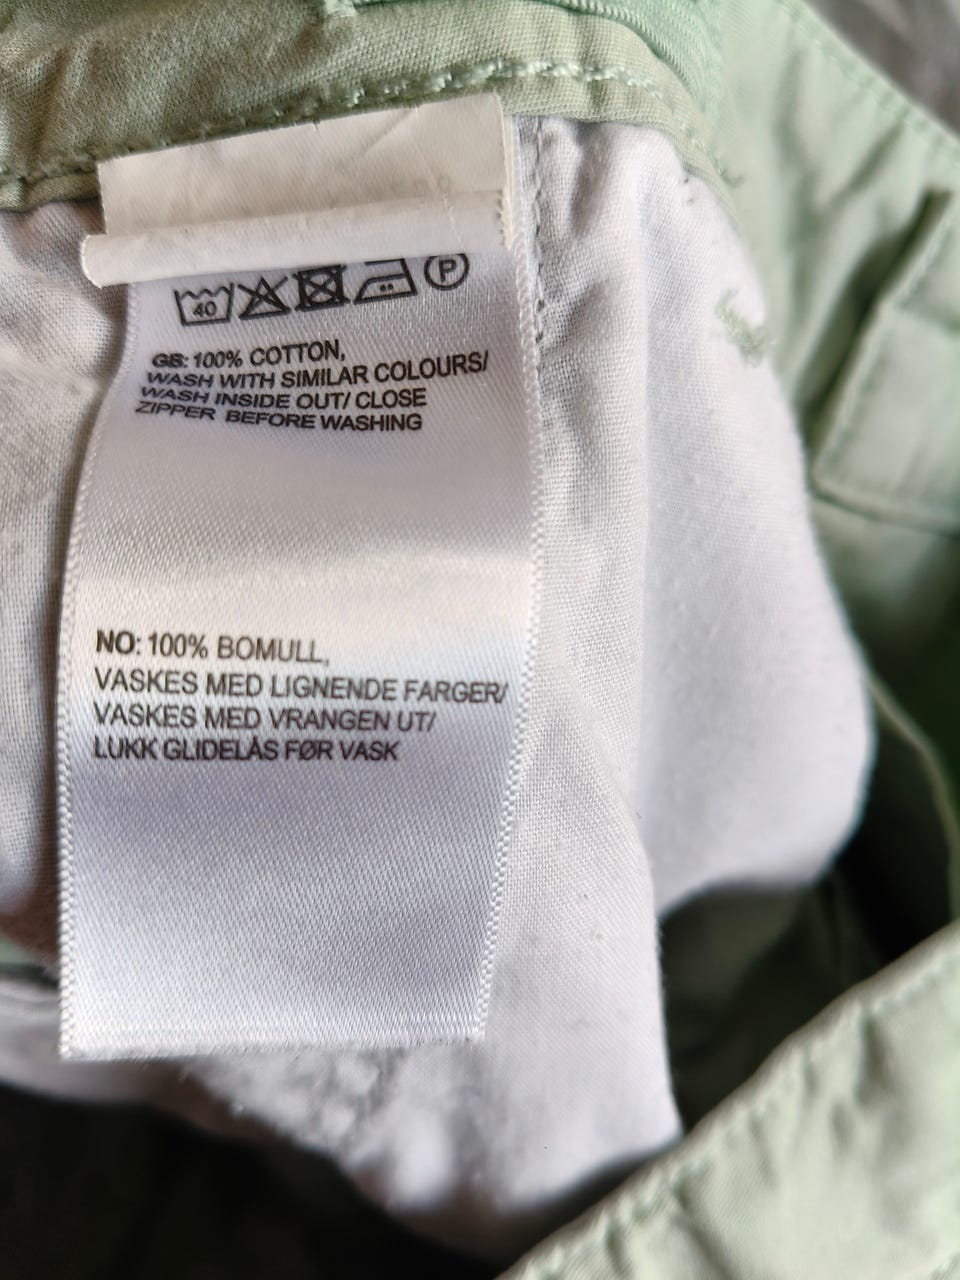 40 P
GB: 100% COTTON,
WASH WITH SIMILAR COLOURS/
WASH INSIDE OUT/ CLOSE
ZIPPER BEFORE WASHING
NO: 100% BOMULL,
VASKES MED LIGNENDE FARGER/
VASKES MED VRANGEN UT/
LUKK GLIDELÅS FØR VASK